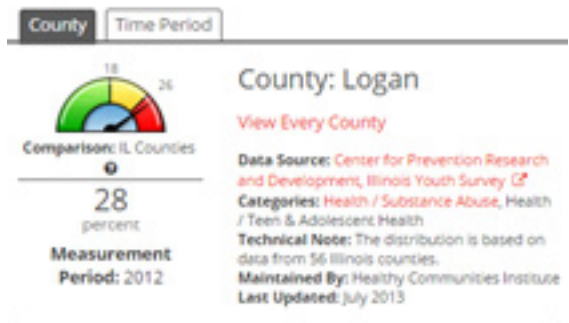 County Time Period
18
26
Comparison: IL Counties
28
percent
Measurement
Period: 2012
County: Logan
View Every County
Data Source: Center for Prevention Research
and Development, Illinois Youth Survey
Categories: Health / Substance Abuse, Health
/ Teen & Adolescent Health
Technical Note: The distribution is based on
data from 56 Illinois counties.
Maintained By: Healthy Communities Institute
Last Updated: July 2013